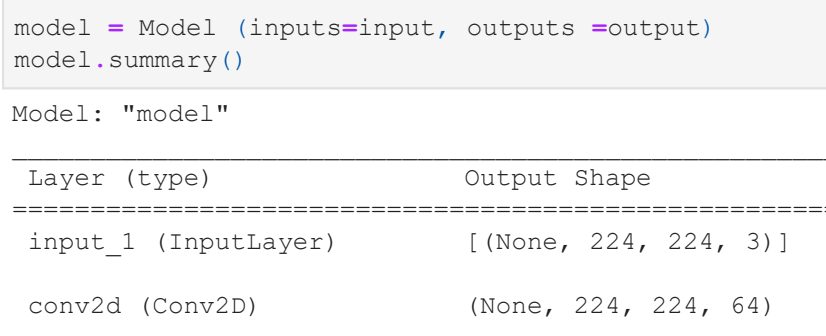 model = Model (inputs=input, outputs =output)
model.summary()
Model: "model"
Layer (type) Output Shape
input_1 (InputLayer) [(None, 224, 224, 3)]
conv2d (Conv2D) (None, 224, 224, 64)